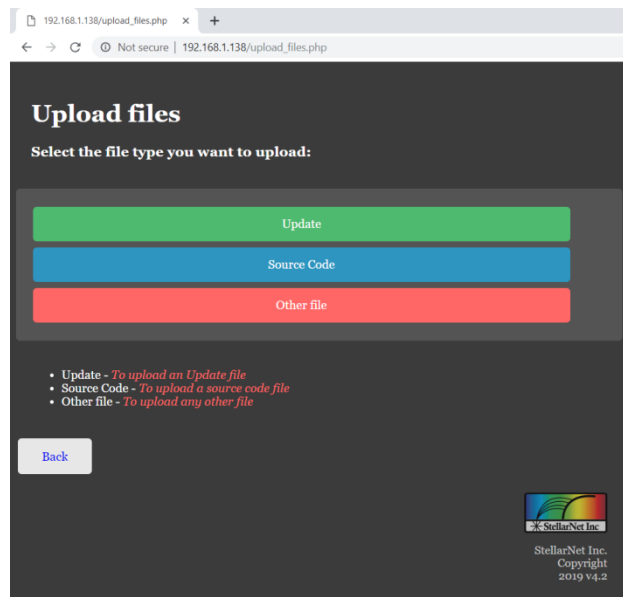 192.168.1.138/upload_files.php
Not secure | 192.168.1.138/upload_files.php
Upload files
Select the file type you want to upload:
Update
Source Code
Other file
• Update - To upload an Update file
• Source Code - To upload a source code file
• Other file - To upload any other file
Back
StellarNet Inc
StellarNet Inc.
Copyright
2019 v4.2